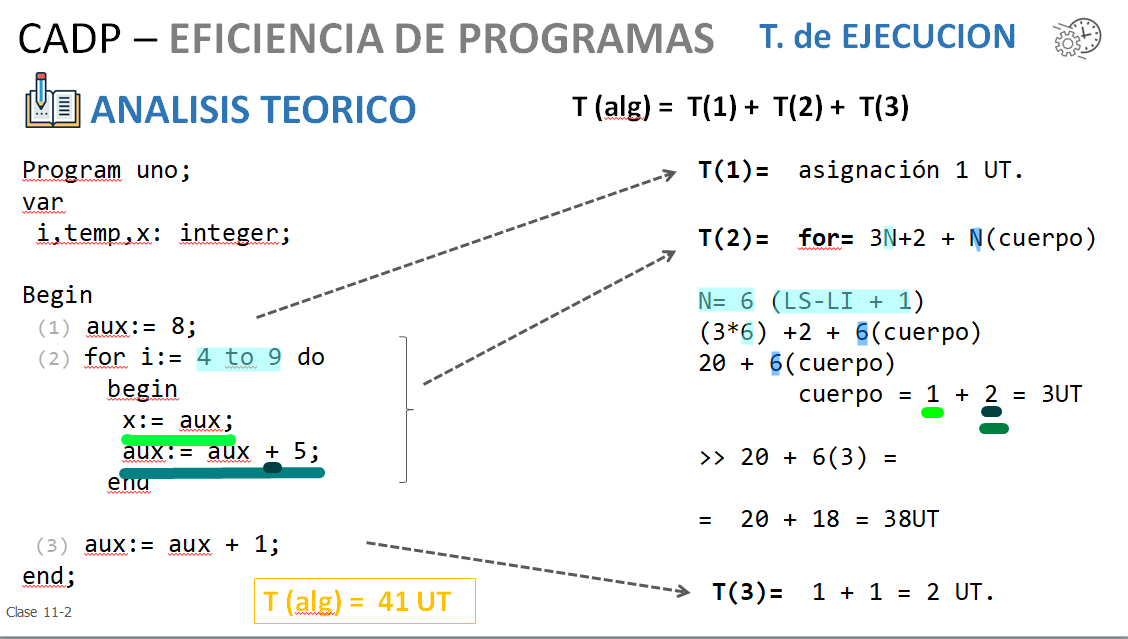 CADP – EFICIENCIA DE PROGRAMAS
T. de EJECUCION
ANALISIS TEORICO
T (alg) = T(1) + T(2) + T(3)
Program uno;
var
i,temp,x: integer;
Begin
(1) aux:= 8;
(2) for i:= 4 to 9 do
begin
x:= aux;
aux:= aux + 5;
end
(3) aux:= aux + 1;
end;
T (alg) = 41 UT
Clase 11-2
T(1)= asignación 1 UT.
T(2)= for= 3N+2 + N(cuerpo)
N= 6 (LS-LI + 1)
(3*6) +2 + 6(cuerpo)
20 + 6(cuerpo)
cuerpo = 1 + 2 = 3UT
>> 20 + 6(3) =
= 20 + 18 = 38UT
T(3)= 1 + 1 = 2 UT.